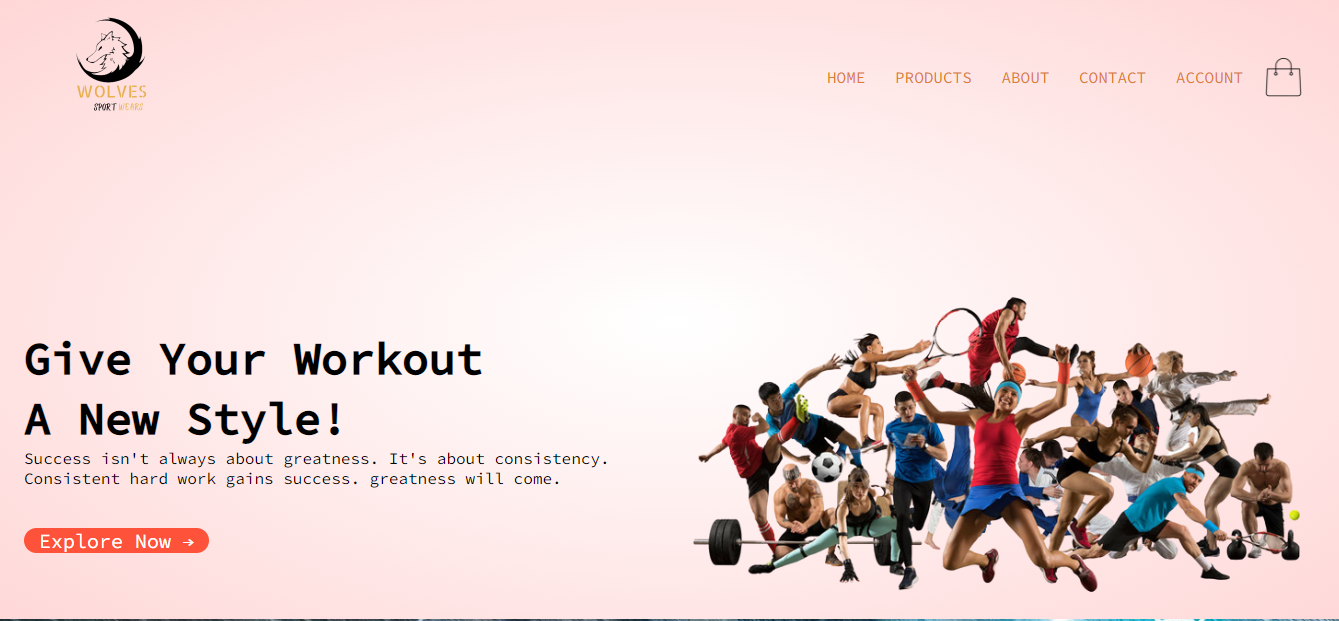 WOLVES
SPORT WEARS
HOME PRODUCTS ABOUT CONTACT ACCOUNT
Give Your Workout
A New Style!
Success isn't always about greatness. It's about consistency.
Consistent hard work gains success. greatness will come.
Explore Now →